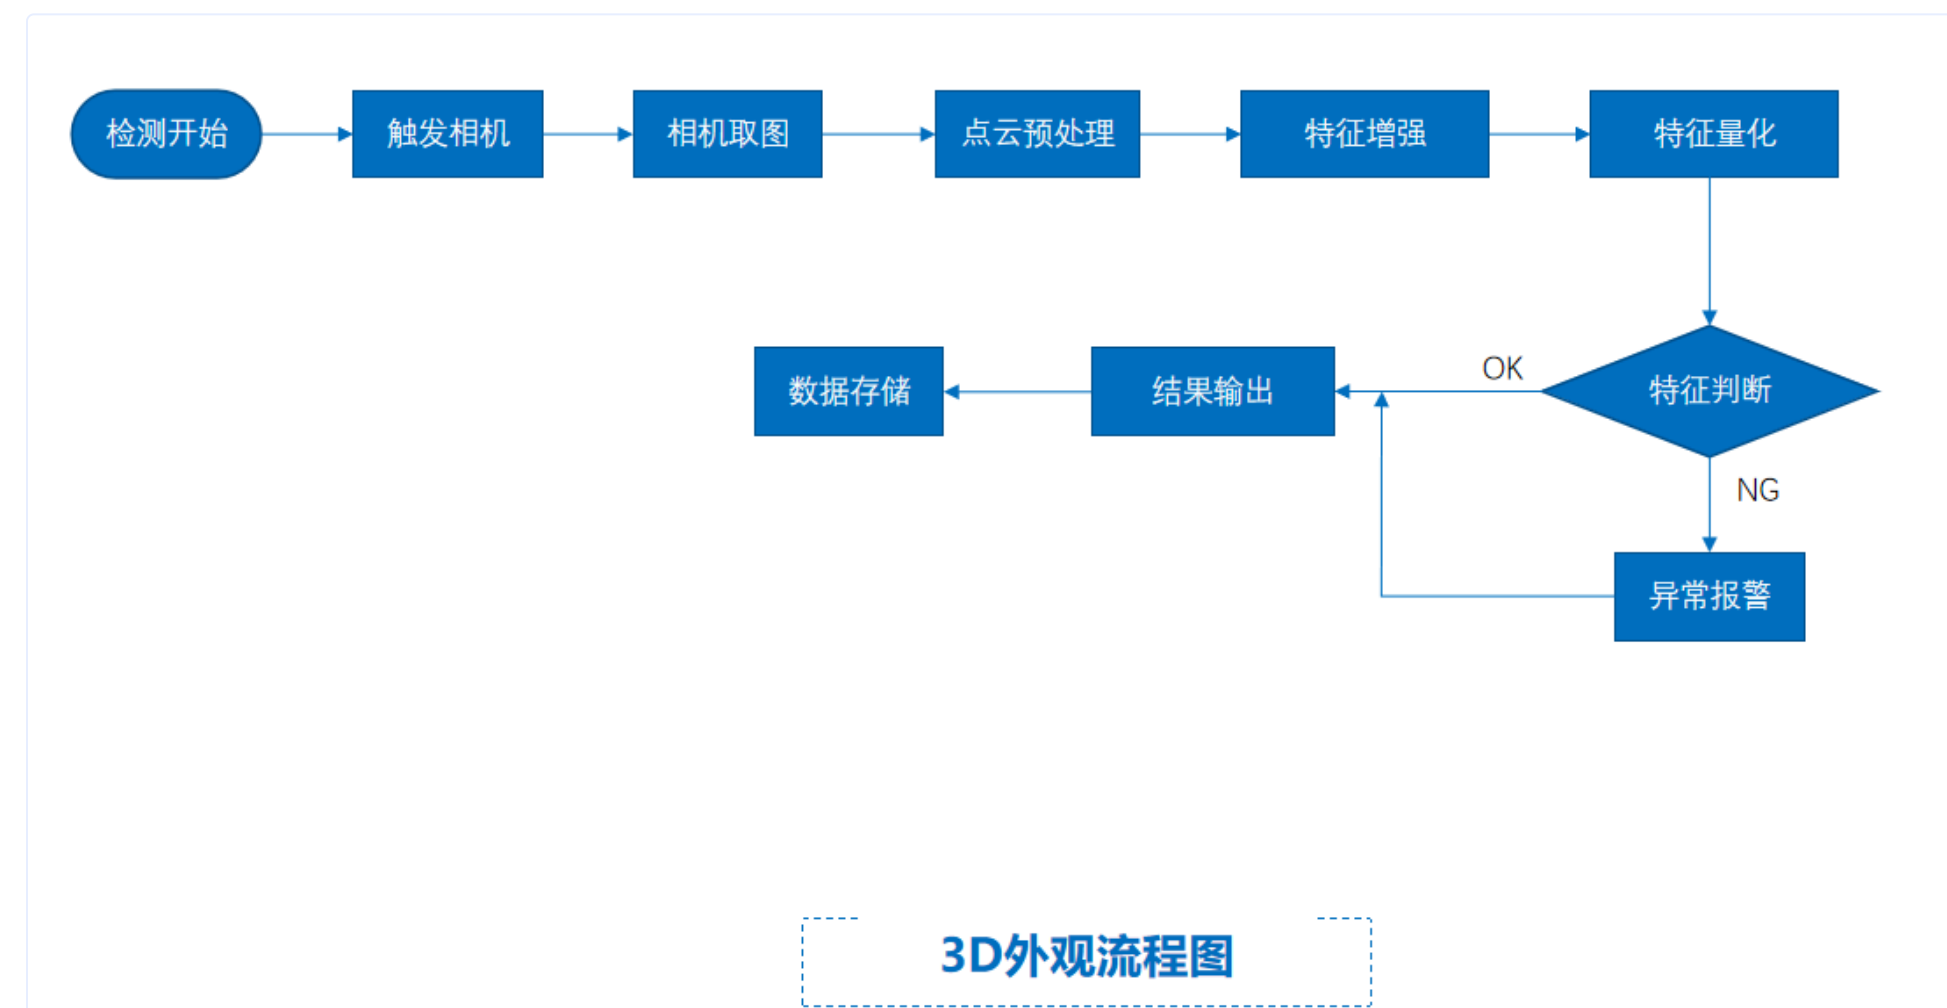 检测开始
触发相机
相机取图
点云预处理
特征增强
特征量化
数据存储
结果输出
OK
特征判断
NG
异常报警
3D外观流程图